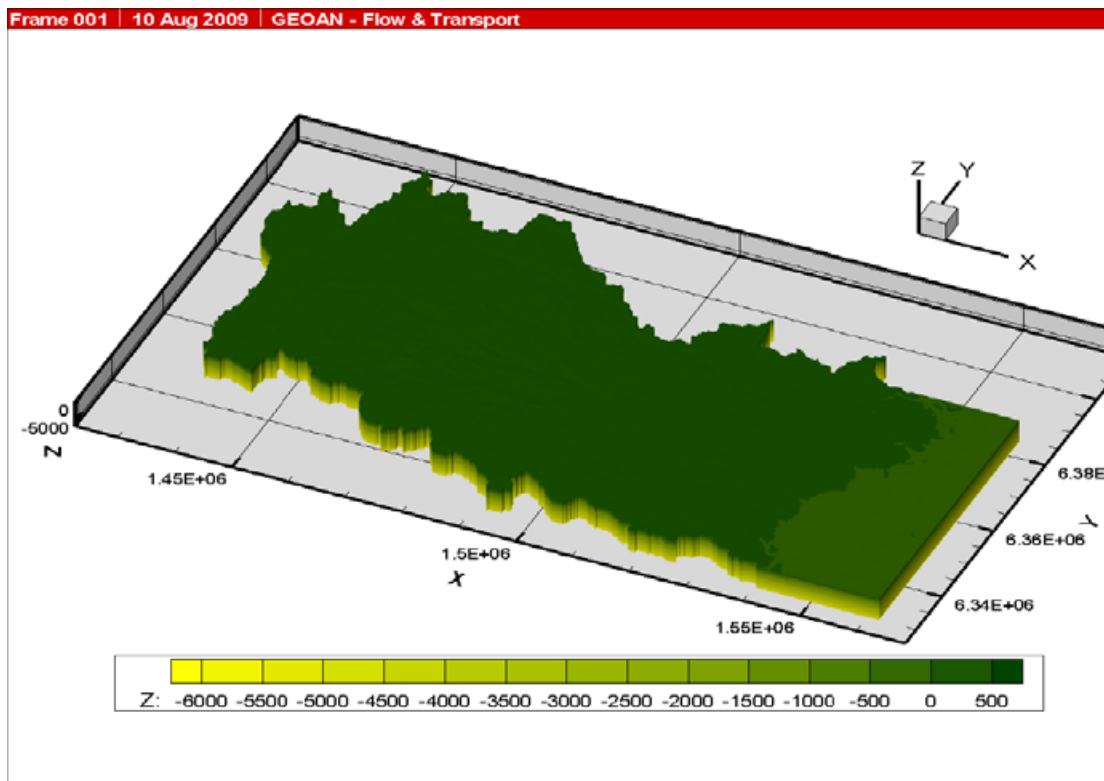 Frame 001 | 10 Aug 2009 | GEOAN - Flow & Transport
Z
Y
X
0
-5000
Z
1.45E+06
1.5E+06
X
1.55E+06
6.38E
Y
6.36E+06
6.34E+06
Z: -6000 -5500 -5000 -4500 -4000 -3500 -3000 -2500 -2000 -1500 -1000 -500 0 500